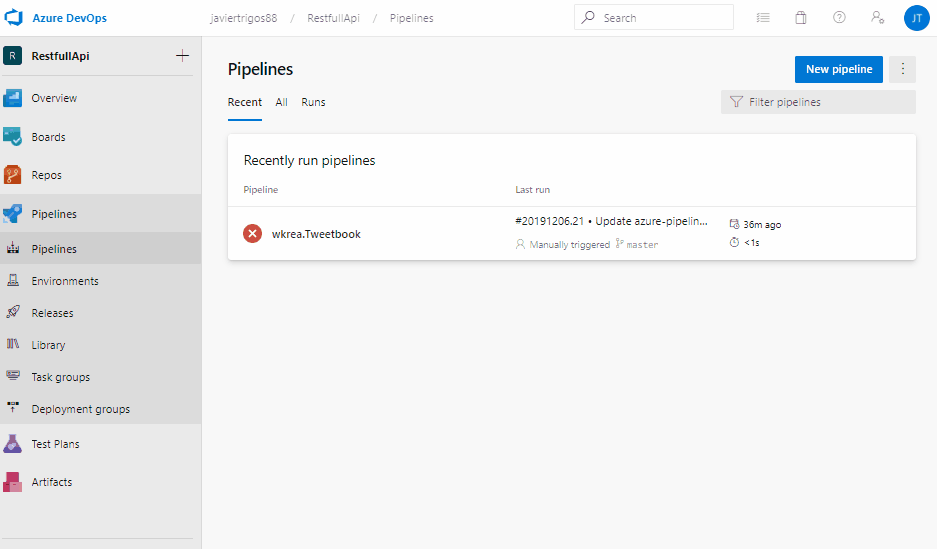 Azure DevOps
javiertrigos88 / RestfullApi / Pipelines
Search
JT
R RestfullApi
Overview
Boards
Repos
Pipelines
Pipelines
Environments
Releases
Library
Task groups
Deployment groups
Test Plans
Artifacts
Pipelines
New pipeline
Recent All Runs
Filter pipelines
Recently run pipelines
Pipeline Last run
wkrea.Tweetbook
#20191206.21 • Update azure-pipelin...
Manually triggered master
36m ago
<1s